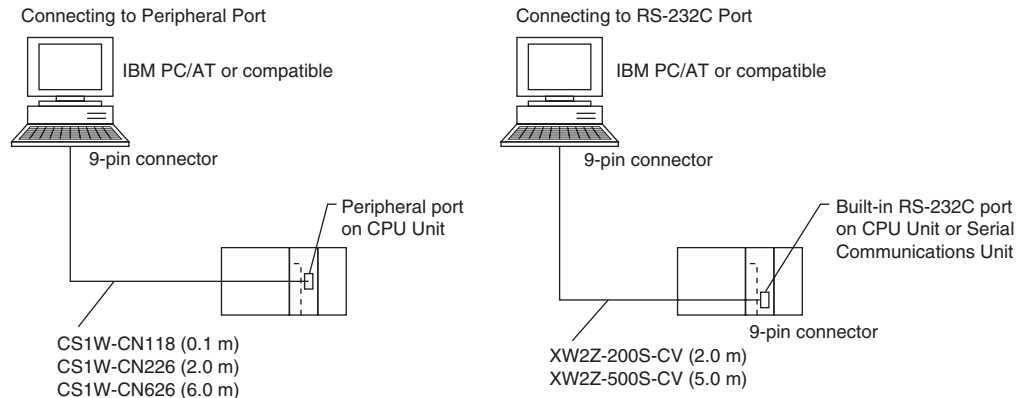 Connecting to Peripheral Port
IBM PC/AT or compatible
9-pin connector
Peripheral port
on CPU Unit
CS1W-CN118 (0.1 m)
CS1W-CN226 (2.0 m)
CS1W-CN626 (6.0 m)
Connecting to RS-232C Port
IBM PC/AT or compatible
9-pin connector
Built-in RS-232C port
on CPU Unit or Serial
Communications Unit
9-pin connector
XW2Z-200S-CV (2.0 m)
XW2Z-500S-CV (5.0 m)